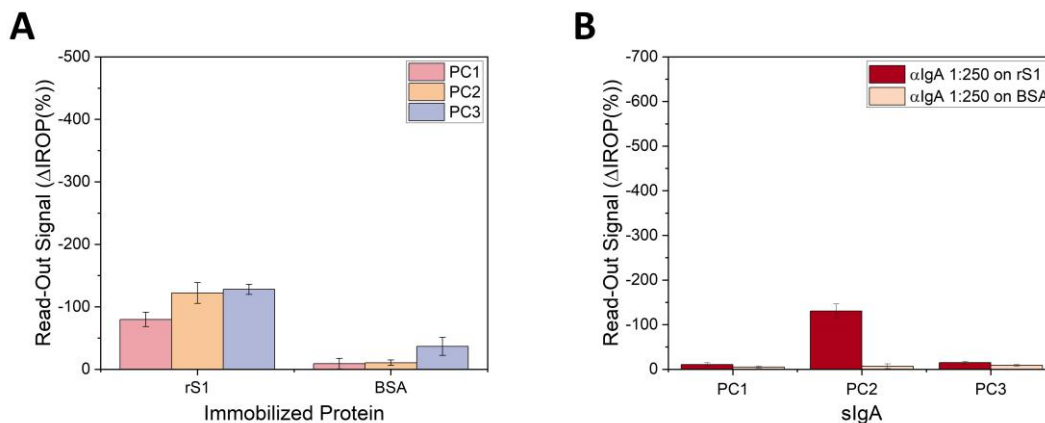 A
Read-Out Signal (ΔIROP(%))
-500
-400
-300
-200
-100
0
PC1
PC2
PC3
rS1
BSA
Immobilized Protein
B
Read-Out Signal (ΔIROP(%))
-700
-600
-500
-400
-300
-200
-100
0
αIgA 1:250 on rS1
αIgA 1:250 on BSA
PC1
PC2
PC3
sIgA